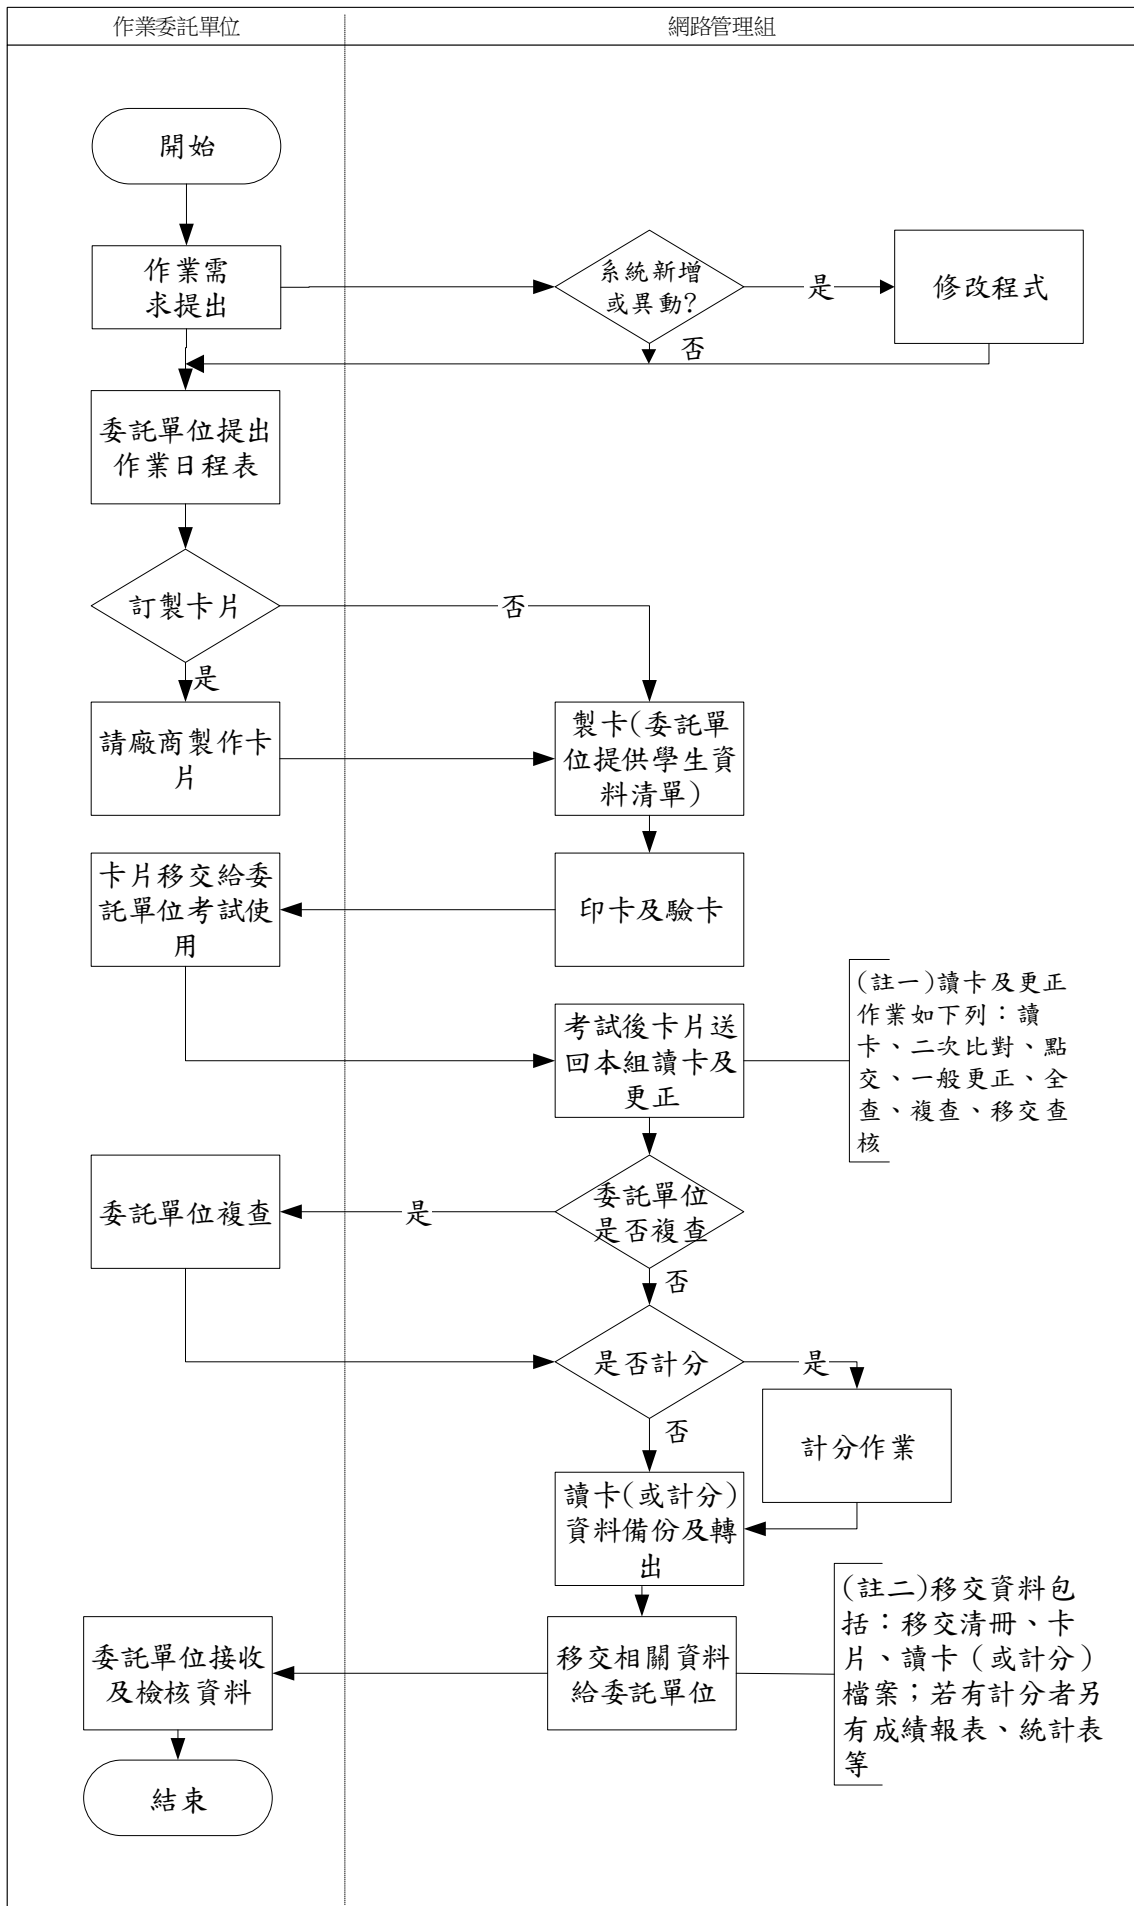 作業委託單位
網路管理組
開始
作業需
求提出
系統新增
或異動?
是
修改程式
否
委託單位提出
作業日程表
訂製卡片
否
是
請廠商製作卡
片
製卡(委託單
位提供學生資
料清單)
卡片移交給委
託單位考試使
用
印卡及驗卡
考試後卡片送
回本組讀卡及
更正
(註一)讀卡及更正
作業如下列：讀
卡、二次比對、點
交、一般更正、全
查、複查、移交查
核
委託單位複查
是
委託單位
是否複查
否
是否計分
是
計分作業
否
讀卡(或計分)
資料備份及轉
出
委託單位接收
及檢核資料
移交相關資料
給委託單位
(註二)移交資料包
括：移交清冊、卡
片、讀卡（或計分）
檔案；若有計分者另
有成績報表、統計表
等
結束